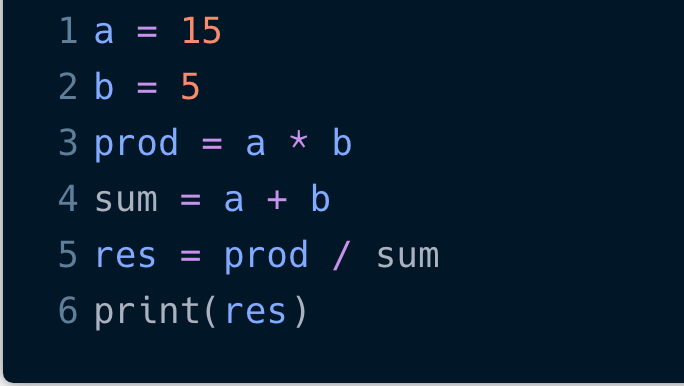 1 a = 15
2 b = 5
3 prod = a * b
4 sum = a + b
5 res = prod / sum
6 print(res)